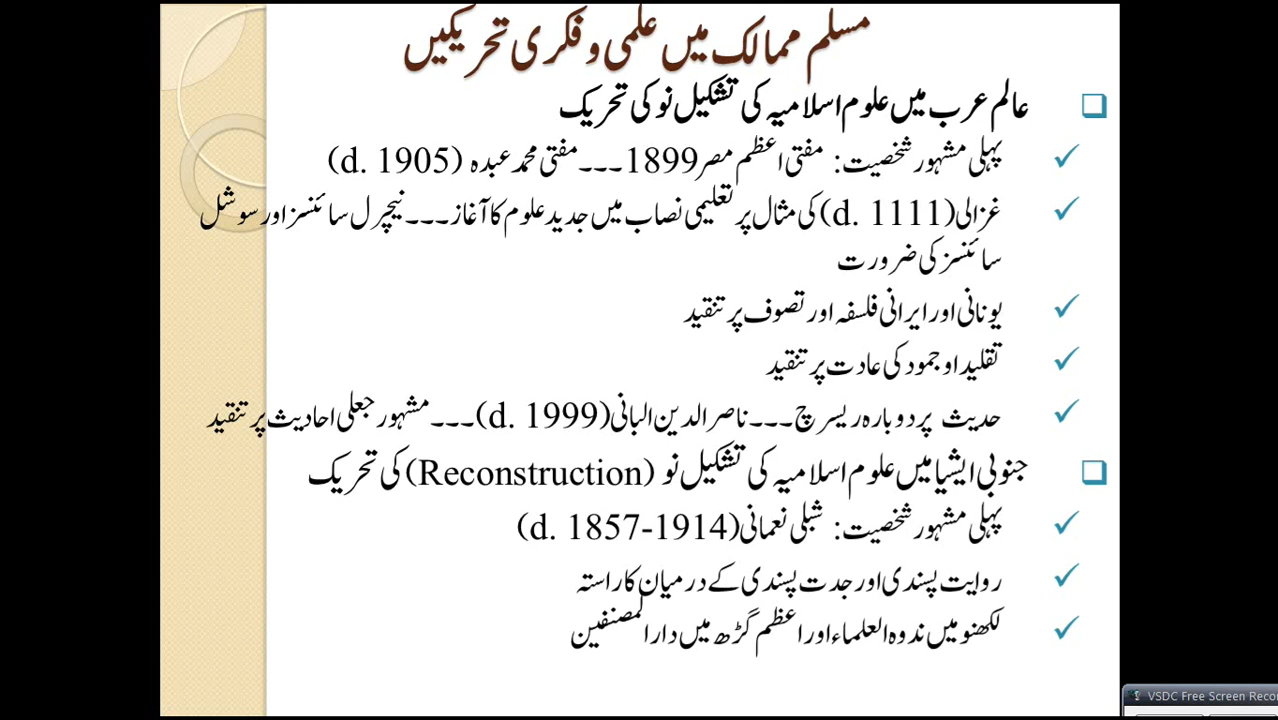 مسلم ممالک میں علمی و فکری تحریکیں
عالم عرب میں علوم اسلامیہ کی تشکیل نو کی تحریک
پہلی مشہور شخصیت: مفتی اعظم مصر 1899۔۔۔مفتی محمد عبدہ (d. 1905)
غزالی (d. 1111) کی مثال پر تعلیمی نصاب میں جدید علوم کا آغاز۔۔۔نیچرل سائنسز اور سوشل
سائنسز کی ضرورت
یونانی اور ایرانی فلسفہ اور تصوف پر تنقید
تقلید او جمود کی عادت پر تنقید
حدیث پر دوبارہ ریسرچ۔۔۔ناصر الدین البانی (d. 1999)۔۔۔مشہور جعلی احادیث پر تنقید
جنوبی ایشیا میں علوم اسلامیہ کی تشکیل نو (Reconstruction) کی تحریک
پہلی مشہور شخصیت: شبلی نعمانی (d. 1857-1914)
روایت پسندی اور جدت پسندی کے درمیان کا راستہ
لکھنو میں ندوہ العلماء اور اعظم گڑھ میں دار المصنفین
VSDC Free Screen Reco